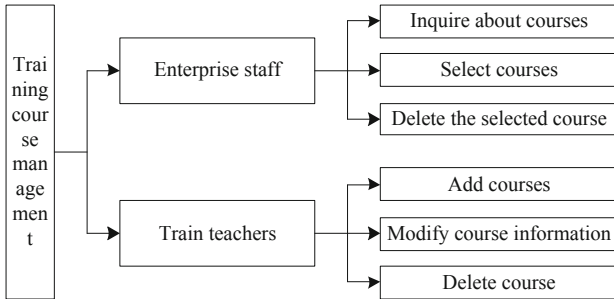 Trai
ning
cour
se
man
age
men
t
Enterprise staff
Inquire about courses
Select courses
Delete the selected course
Train teachers
Add courses
Modify course information
Delete course